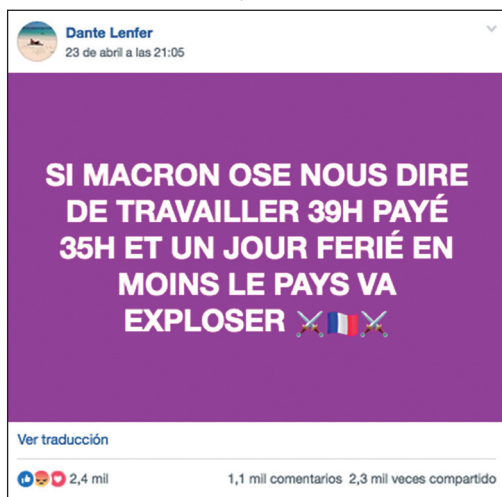 Dante Lenfer
23 de abril a las 21:05
SI MACRON OSE NOUS DIRE
DE TRAVAILLER 39H PAYÉ
35H ET UN JOUR FERIÉ EN
MOINS LE PAYS VA
EXPLOSER ⚔️🇫🇷⚔️
Ver traducción
2,4 mil 1,1 mil comentarios 2,3 mil veces compartido